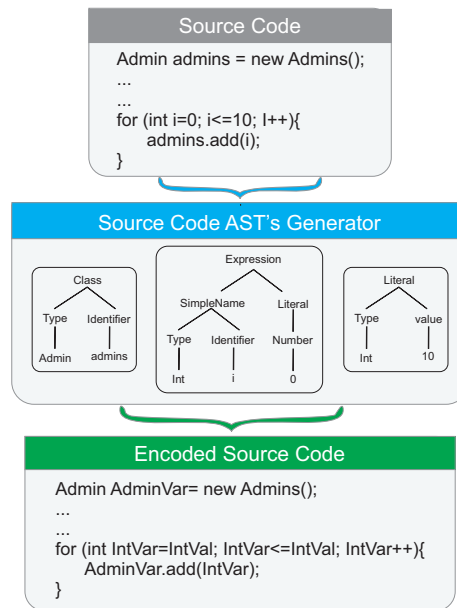 Source Code
Admin admins = new Admins();
...
...
for (int i=0; i<=10; I++){
admins.add(i);
}
Source Code AST's Generator
Class
Type Identifier
Admin admins
Expression
SimpleName Literal
Type Identifier Number
Int i 0
Literal
Type value
Int 10
Encoded Source Code
Admin AdminVar= new Admins();
...
...
for (int IntVar=IntVal; IntVar<=IntVal; IntVar++){
AdminVar.add(IntVar);
}